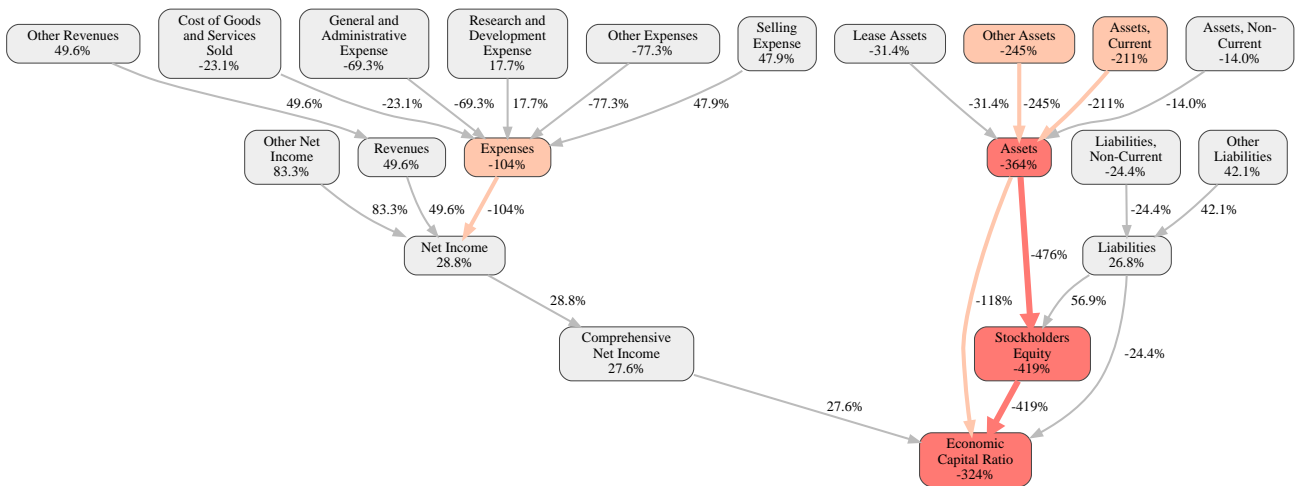 Other Revenues
49.6%
Cost of Goods
and Services
Sold
-23.1%
General and
Administrative
Expense
-69.3%
Research and
Development
Expense
17.7%
Other Expenses
-77.3%
Selling
Expense
47.9%
Lease Assets
-31.4%
Other Assets
-245%
Assets,
Current
-211%
Assets, Non-
Current
-14.0%
49.6%
-23.1%
-69.3%
17.7%
-77.3%
47.9%
-31.4%
-245%
-211%
-14.0%
Other Net
Income
83.3%
Revenues
49.6%
Expenses
-104%
Assets
-364%
Liabilities,
Non-Current
-24.4%
Other
Liabilities
42.1%
83.3%
49.6%
-104%
-24.4%
42.1%
Net Income
28.8%
-476%
Liabilities
26.8%
28.8%
-118%
56.9%
Comprehensive
Net Income
27.6%
Stockholders
Equity
-419%
-24.4%
27.6%
-419%
Economic
Capital Ratio
-324%